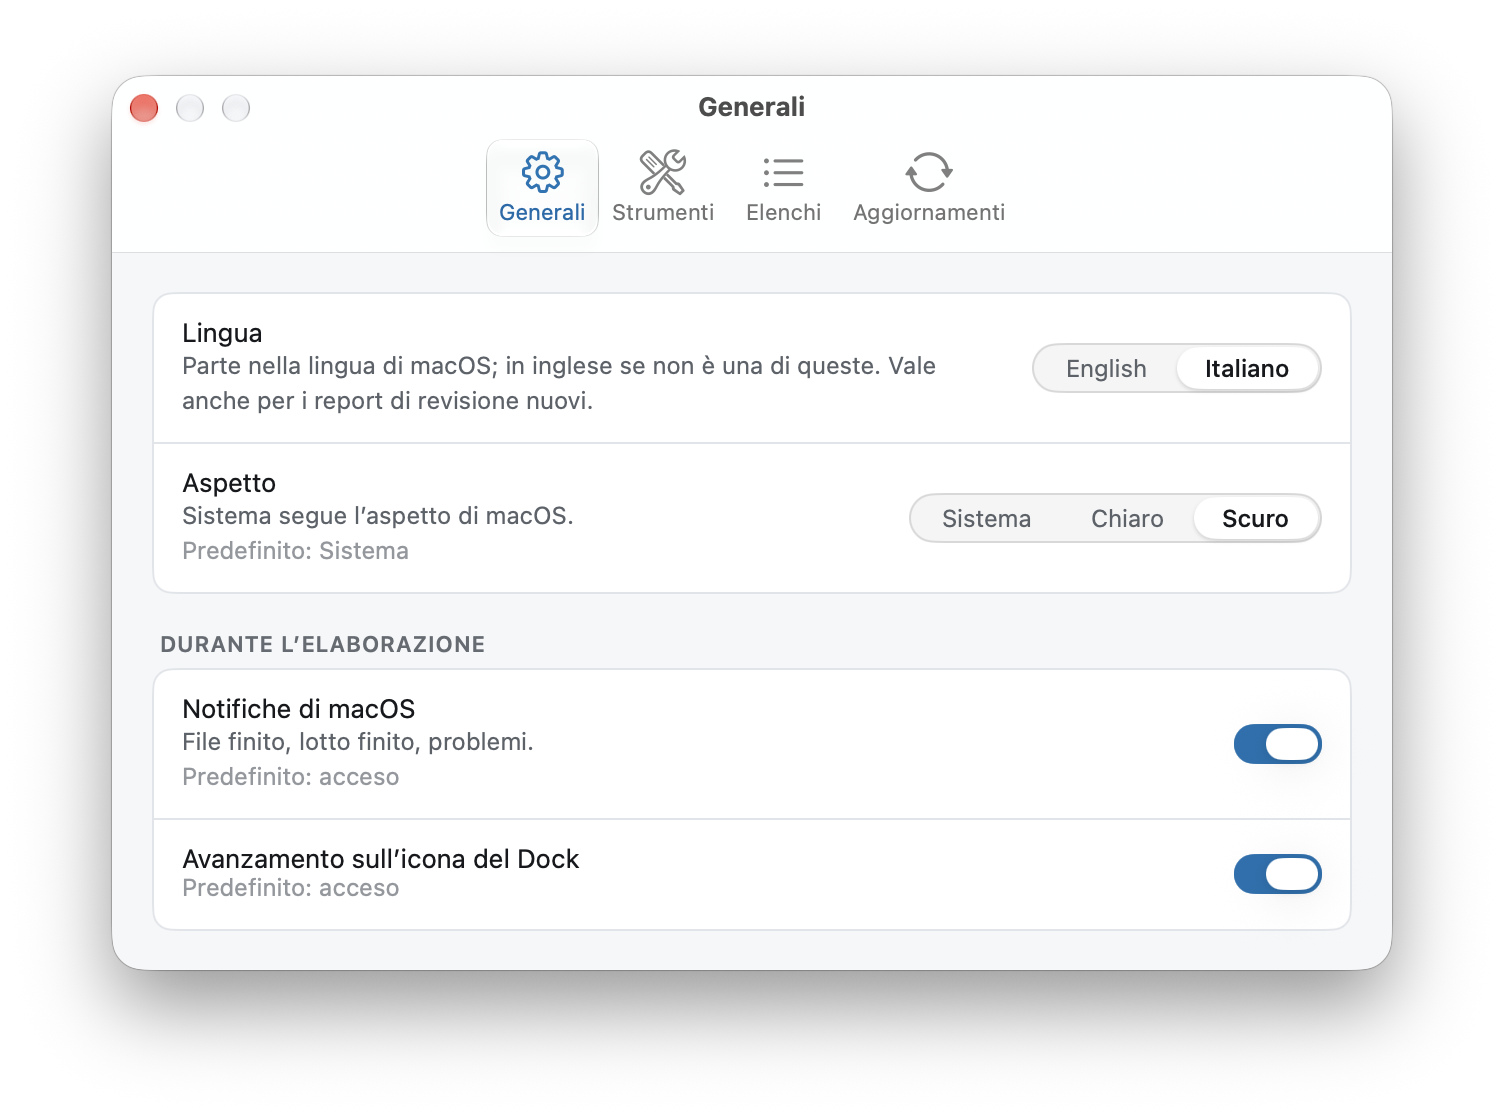 Generali
Generali
Strumenti
Elenchi
Aggiornamenti
Lingua
Parte nella lingua di macOS; in inglese se non è una di queste. Vale
anche per i report di revisione nuovi.
English
Italiano
Aspetto
Sistema segue l’aspetto di macOS.
Predefinito: Sistema
Sistema
Chiaro
Scuro
DURANTE L’ELABORAZIONE
Notifiche di macOS
File finito, lotto finito, problemi.
Predefinito: acceso
Avanzamento sull’icona del Dock
Predefinito: acceso